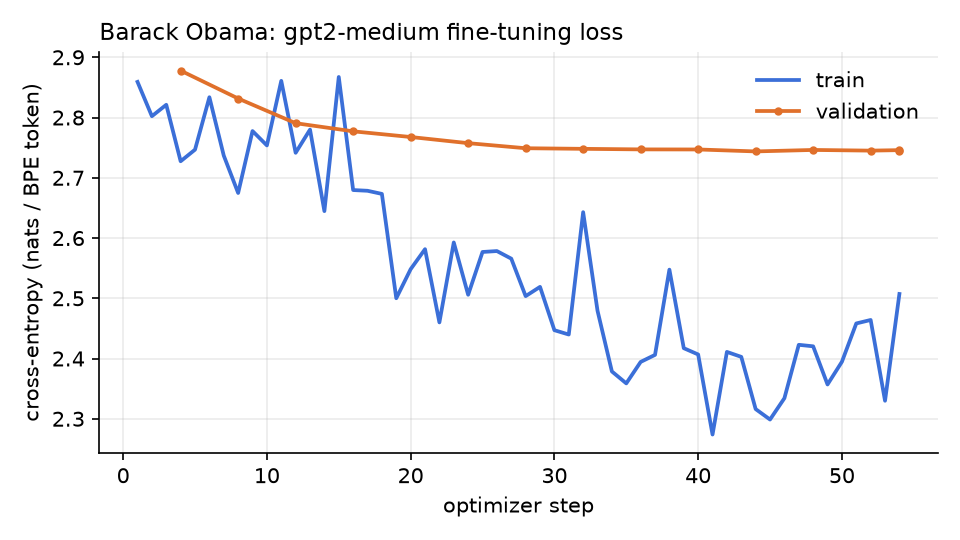 Barack Obama: gpt2-medium fine-tuning loss
cross-entropy (nats / BPE token)
2.9
2.8
2.7
2.6
2.5
2.4
2.3
train
validation
0 10 20 30 40 50
optimizer step